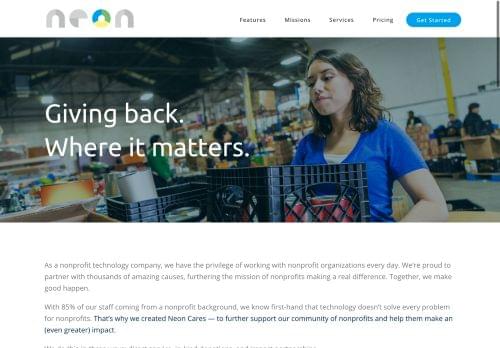 neon
Features Missions Services Pricing Get Started
Giving back.
Where it matters.
As a nonprofit technology company, we have the privilege of working with nonprofit organizations every day. We're proud to
partner with thousands of amazing causes, furthering the mission of nonprofits making a real difference. Together, we make
good happen.
With 85% of our staff coming from a nonprofit background, we know first-hand that technology doesn't solve every problem
for nonprofits. That's why we created Neon Cares — to further support our community of nonprofits and help them make an
(even greater) impact.